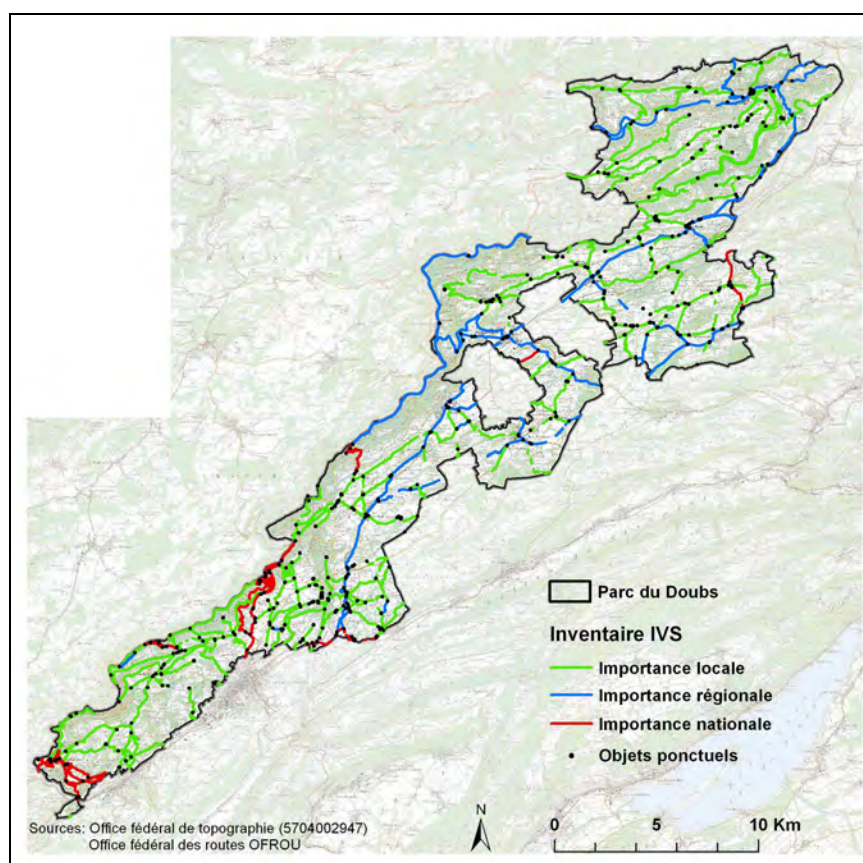 Parc du Doubs
Inventaire IVS
Importance locale
Importance régionale
Importance nationale
Objets ponctuels
N
Sources: Office fédéral de topographie (5704002947)
Office fédéral des routes OFROU
0 5 10 Km